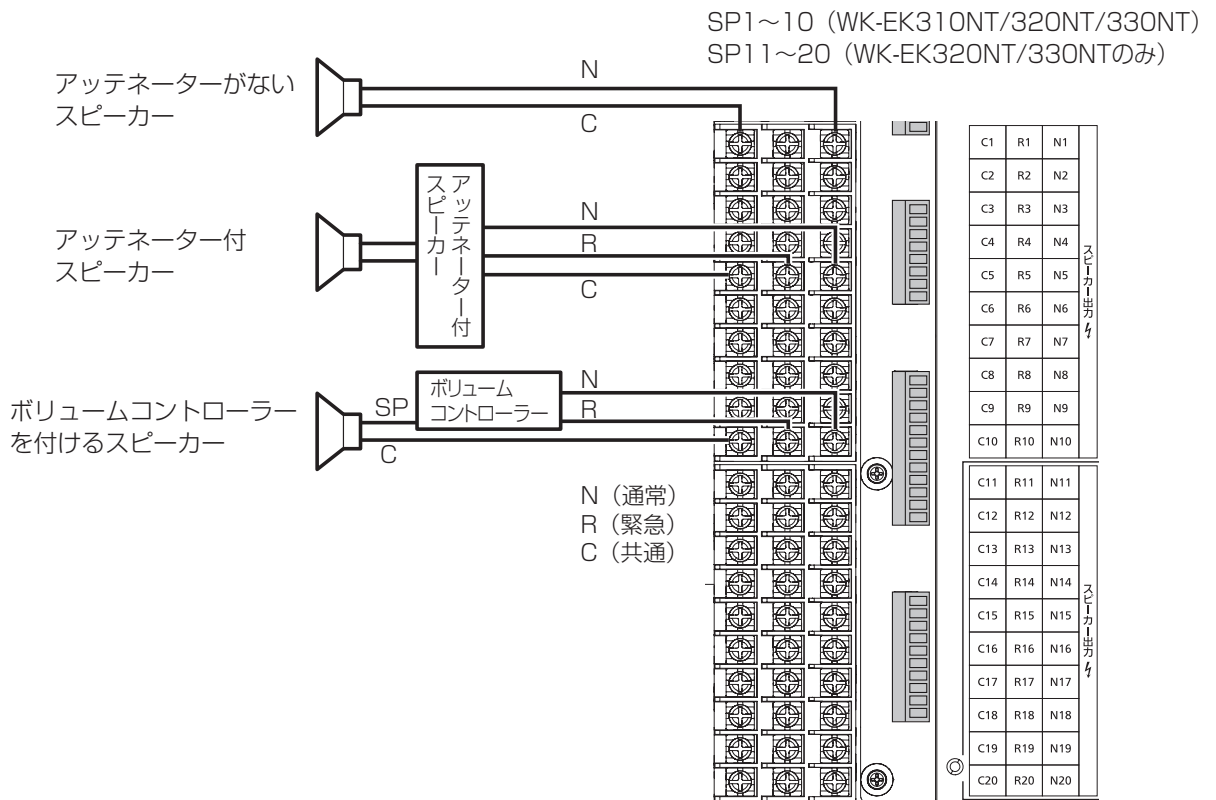 SP1～10（WK-EK310NT/320NT/330NT）
SP11～20（WK-EK320NT/330NTのみ）
アッテネーターがない
スピーカー
N
C
アッテネーター付
スピーカー
アッテネーター付
スピーカー
N
R
C
ボリュームコントローラー
を付けるスピーカー
SP
C
ボリューム
コントローラー
N
R
N（通常）
R（緊急）
C（共通）
C1 R1 N1
C2 R2 N2
C3 R3 N3
C4 R4 N4
C5 R5 N5
C6 R6 N6
C7 R7 N7
C8 R8 N8
C9 R9 N9
C10 R10 N10
スピーカー出力
C11 R11 N11
C12 R12 N12
C13 R13 N13
C14 R14 N14
C15 R15 N15
C16 R16 N16
C17 R17 N17
C18 R18 N18
C19 R19 N19
C20 R20 N20
スピーカー出力